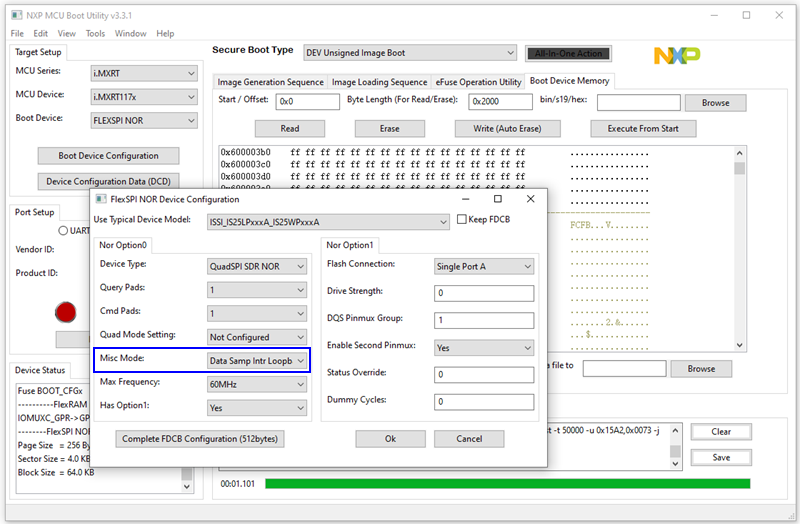 NXP MCU Boot Utility v3.3.1
File Edit View Tools Window Help
Target Setup
MCU Series: i.MXRT
MCU Device: i.MXRT117x
Boot Device: FLEXSPI NOR
Boot Device Configuration
Device Configuration Data (DCD)
Port Setup
UART
Vendor ID:
Product ID:
Device Status
Fuse BOOT_CFGx
----------FlexRAM
IOMUXC_GPR->GP
--------FlexSPI NOR
Page Size = 256 By
Sector Size = 4.0 KB
Block Size = 64.0 KB
Secure Boot Type DEV Unsigned Image Boot All-In-One Action
NXP
Image Generation Sequence Image Loading Sequence eFuse Operation Utility Boot Device Memory
Start / Offset: 0x0 Byte Length (For Read/Erase): 0x2000 bin/s19/hex: Browse
Read Erase Write (Auto Erase) Execute From Start
0x600003b0 ff ff ff ff ff ff ff ff ff ff ff ff ff ff ff ff ................
0x600003c0 ff ff ff ff ff ff ff ff ff ff ff ff ff ff ff ff ................
0x600003d0 ff ff ff ff ff ff ff ff ff ff ff ff ff ff ff ff ................
FCFB...V........
a file to Browse
st -t 50000 -u 0x15A2,0x0073 -j
Clear
Save
00:01.101
FlexSPI NOR Device Configuration
Use Typical Device Model: ISSI_IS25LPxxxA_IS25WPxxxA Keep FDCB
Nor Option0
Device Type: QuadSPI SDR NOR
Query Pads: 1
Cmd Pads: 1
Quad Mode Setting: Not Configured
Misc Mode: Data Samp Intr Loopb
Max Frequency: 60MHz
Has Option1: Yes
Nor Option1
Flash Connection: Single Port A
Drive Strength: 0
DQS Pinmux Group: 1
Enable Second Pinmux: Yes
Status Override: 0
Dummy Cycles: 0
Complete FDCB Configuration (512bytes) Ok Cancel